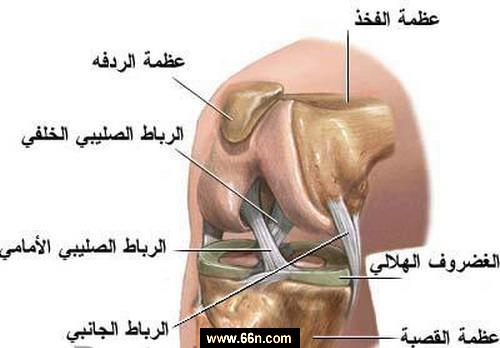 عظمة الفخذ
عظمة الردفه
الرباط الصليبي الخلفي
الرباط الصليبي الأمامي
الغضروف الهلالي
الرباط الجانبي
عظمة القصبة
www.66n.com